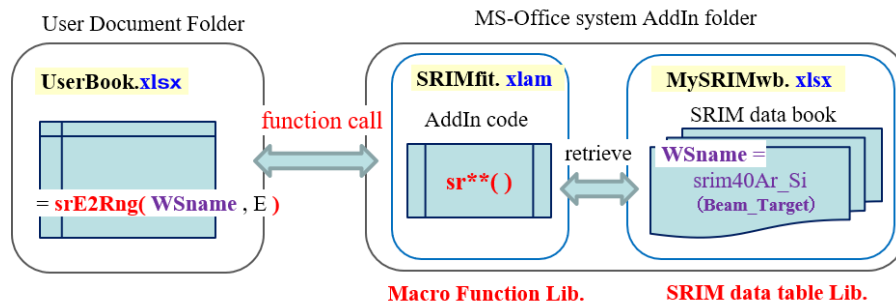 User Document Folder
MS-Office system AddIn folder
UserBook.xlsx
SRIMfit. xlam
MySRIMwb. xlsx
function call
AddIn code
SRIM data book
retrieve
WSname =
srim40Ar_Si
(Beam_Target)
sr**( )
= srE2Rng( WSname , E )
Macro Function Lib.
SRIM data table Lib.